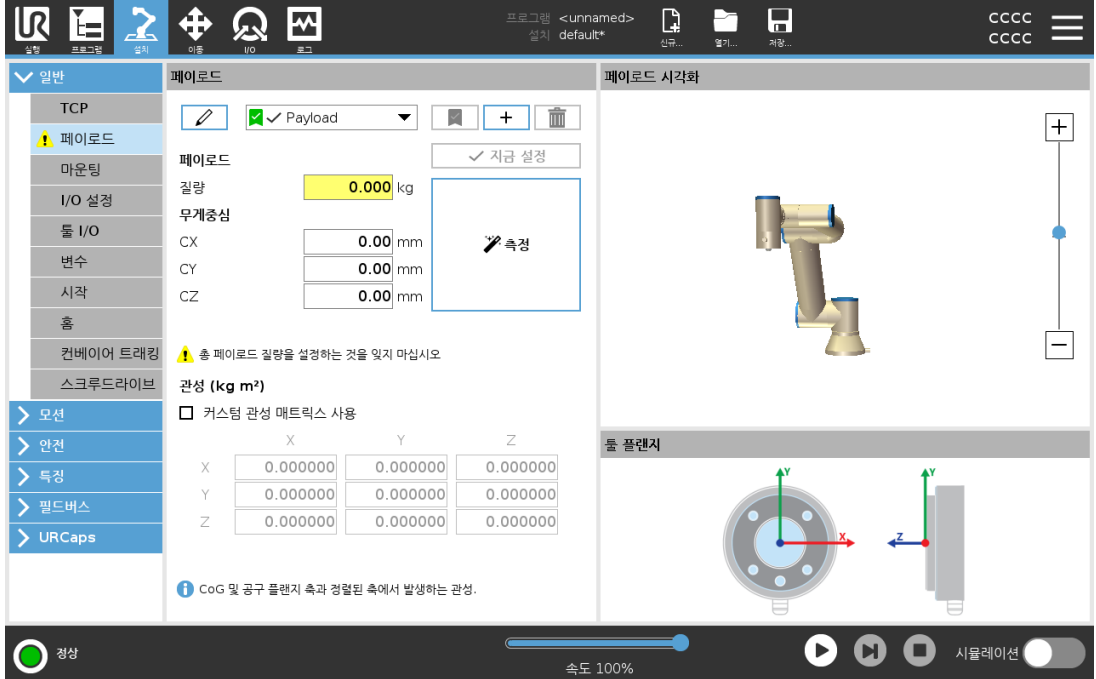 UR
실행 프로그램 설치 이동 I/O 로그
프로그램 <unnamed>
설치 default*
신규... 열기... 저장...
CCCC
CCCC
일반
TCP
페이로드
마운팅
I/O 설정
툴 I/O
변수
시작
홈
컨베이어 트래킹
스크루드라이브
모션
안전
특징
필드버스
URCaps
페이로드
Payload
페이로드
지금 설정
질량 0.000 kg
무게중심
CX 0.00 mm
CY 0.00 mm
CZ 0.00 mm
측정
총 페이로드 질량을 설정하는 것을 잊지 마십시오
관성 (kg m²)
커스텀 관성 매트릭스 사용
X Y Z
X 0.000000 0.000000 0.000000
Y 0.000000 0.000000 0.000000
Z 0.000000 0.000000 0.000000
CoG 및 공구 플랜지 축과 정렬된 축에서 발생하는 관성.
페이로드 시각화
툴 플랜지
Y Y
X Z
정상
속도 100%
시뮬레이션